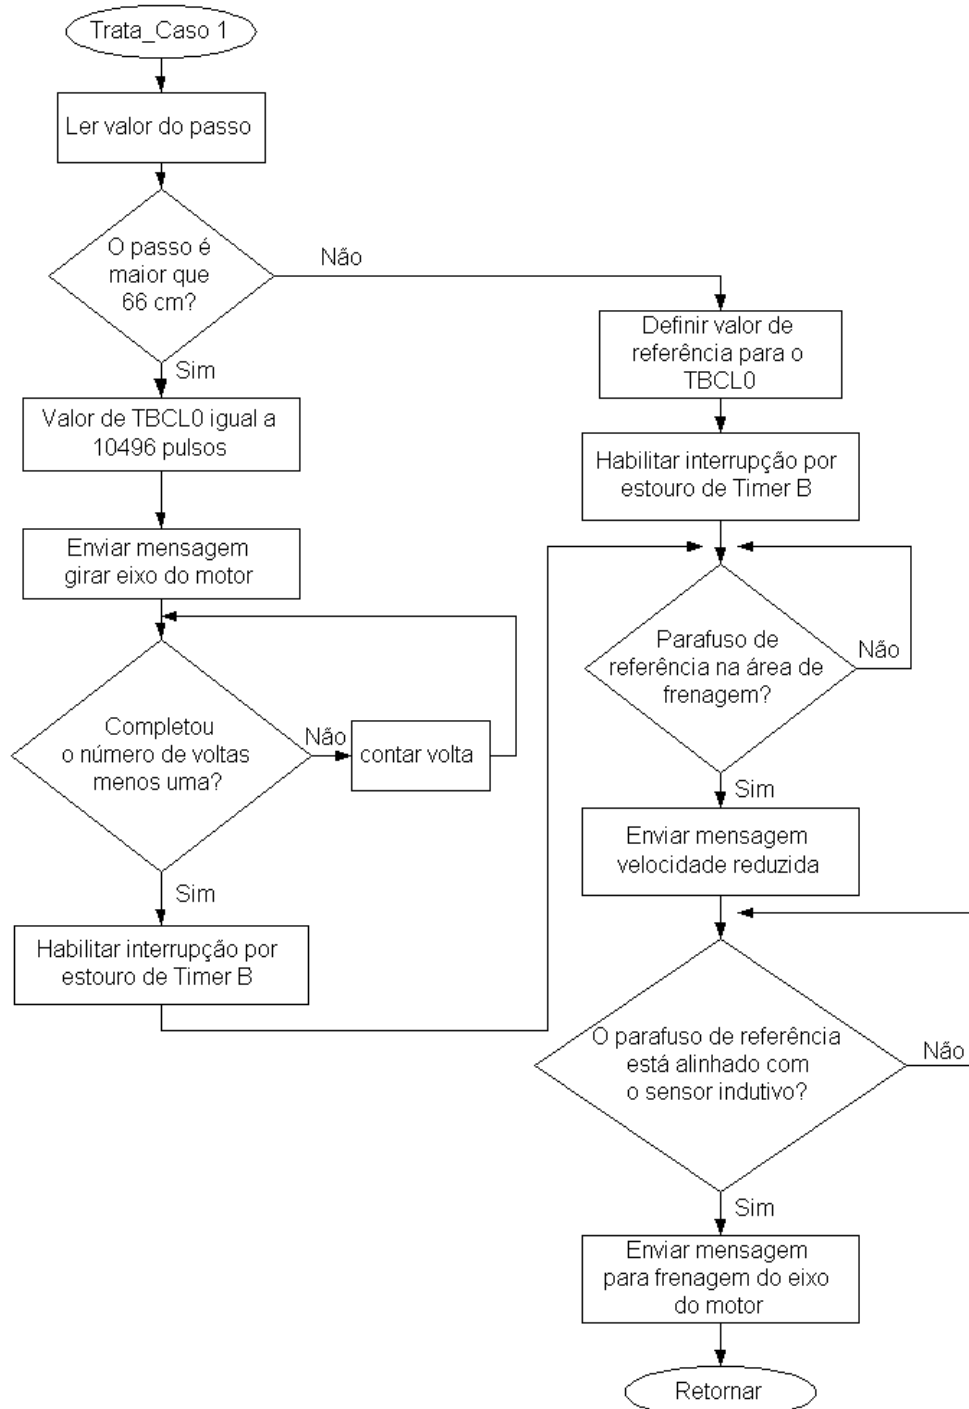 Trata_Caso 1
Ler valor do passo
O passo é
maior que
66 cm?
Não
Sim
Valor de TBCL0 igual a
10496 pulsos
Enviar mensagem
girar eixo do motor
Completou
o número de voltas
menos uma?
Não
contar volta
Sim
Habilitar interrupção por
estouro de Timer B
Definir valor de
referência para o
TBCL0
Habilitar interrupção por
estouro de Timer B
Parafuso de
referência na área de
frenagem?
Não
Sim
Enviar mensagem
velocidade reduzida
O parafuso de referência
está alinhado com
o sensor indutivo?
Não
Sim
Enviar mensagem
para frenagem do eixo
do motor
Retornar